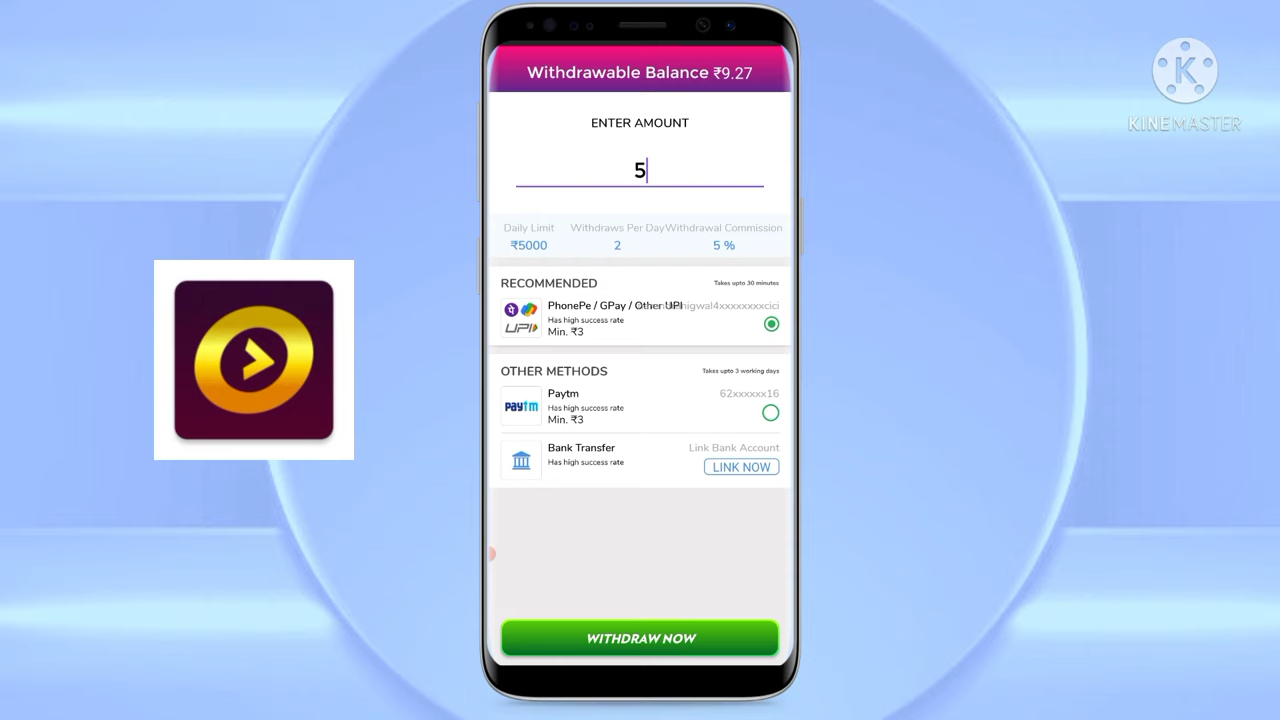 Withdrawable Balance ₹9.27
KINEMASTER
ENTER AMOUNT
5
Daily Limit Withdraws Per Day Withdrawal Commission
₹5000 2 5 %
RECOMMENDED Takes upto 30 minutes
PhonePe / GPay / Other UPI
Has high success rate
UPI
Min. ₹3
OTHER METHODS Takes upto 3 working days
Paytm 62xxxxxx16
Has high success rate
paytm
Min. ₹3
Bank Transfer Link Bank Account
Has high success rate
LINK NOW
WITHDRAW NOW